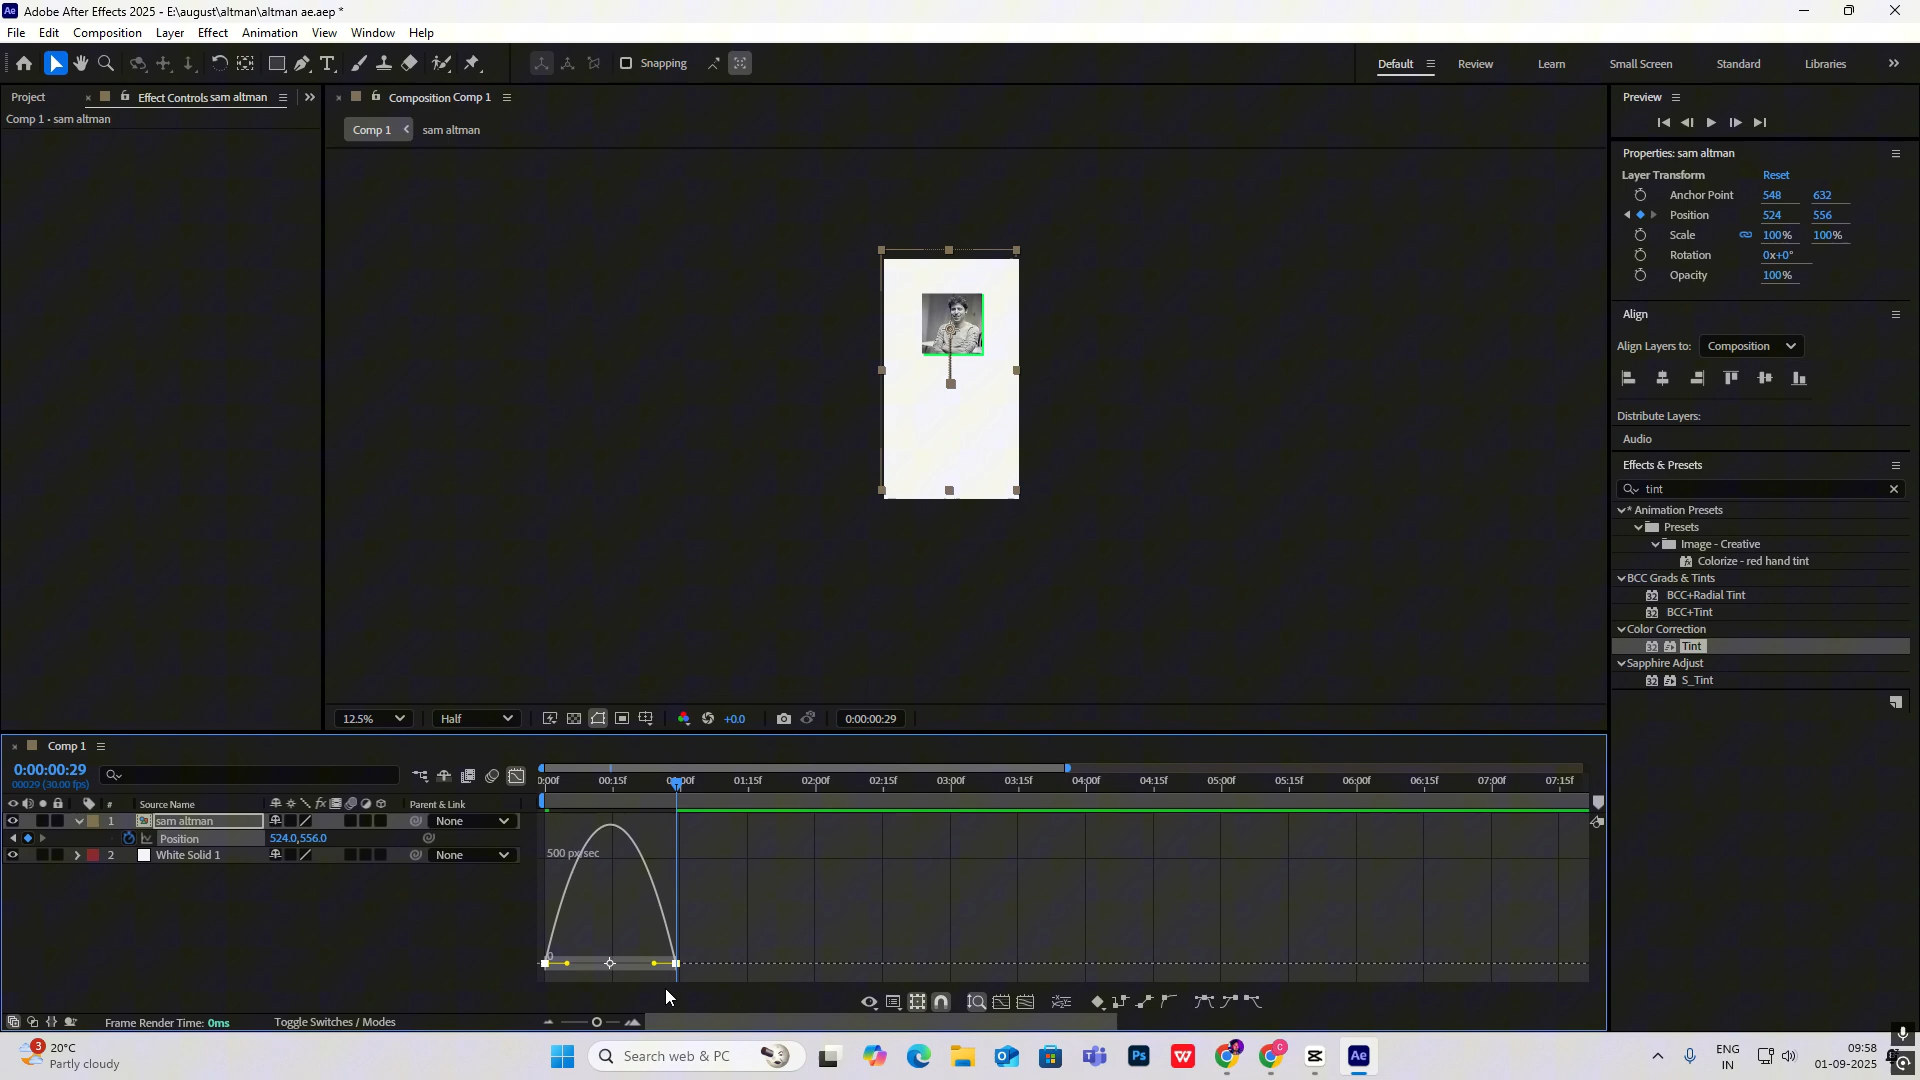 Adobe After Effects 2025 - E:\august\altman\altman ae.aep *
File Edit Composition Layer Effect Animation View Window Help
Snapping
Default Review Learn Small Screen Standard Libraries
Project Effect Controls sam altman
Composition Comp 1
Comp 1 • sam altman
Comp 1 sam altman
Preview
Properties: sam altman
Layer Transform Reset
Anchor Point 548 632
Position 524 556
Scale 100% 100%
Rotation 0x+0°
Opacity 100%
Align
Align Layers to: Composition
Distribute Layers:
Audio
Effects & Presets
tint
* Animation Presets
Presets
Image - Creative
Colorize - red hand tint
BCC Grads & Tints
BCC+Radial Tint
BCC+Tint
Color Correction
Tint
Sapphire Adjust
S_Tint
12.5% Half +0.0 0:00:00:29
Comp 1
0:00:00:29
00029 (30.00 fps)
0:00f 00:15f 01:00f 01:15f 02:00f 02:15f 03:00f 03:15f 04:00f 04:15f 05:00f 05:15f 06:00f 06:15f 07:00f 07:15f
# Source Name Parent & Link
1 sam altman None
Position 524.0,556.0
2 White Solid 1 None
500 px/sec
0
Frame Render Time: 0ms Toggle Switches / Modes
3
20°C
Partly cloudy
Search web & PC
ENG
IN
09:58
01-09-2025